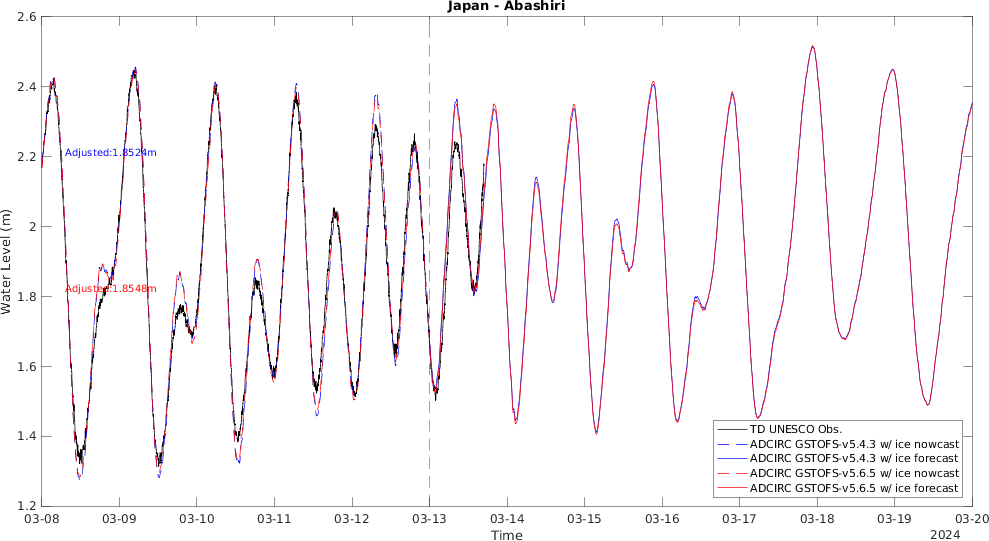 Japan - Abashiri
2.6
2.4
2.2
2
1.8
1.6
1.4
1.2
Water Level (m)
Adjusted:1.8524m
Adjusted:1.8548m
TD UNESCO Obs.
ADCIRC GSTOFS-v5.4.3 w/ ice nowcast
ADCIRC GSTOFS-v5.4.3 w/ ice forecast
ADCIRC GSTOFS-v5.6.5 w/ ice nowcast
ADCIRC GSTOFS-v5.6.5 w/ ice forecast
03-08 03-09 03-10 03-11 03-12 03-13 03-14 03-15 03-16 03-17 03-18 03-19 03-20
Time
2024